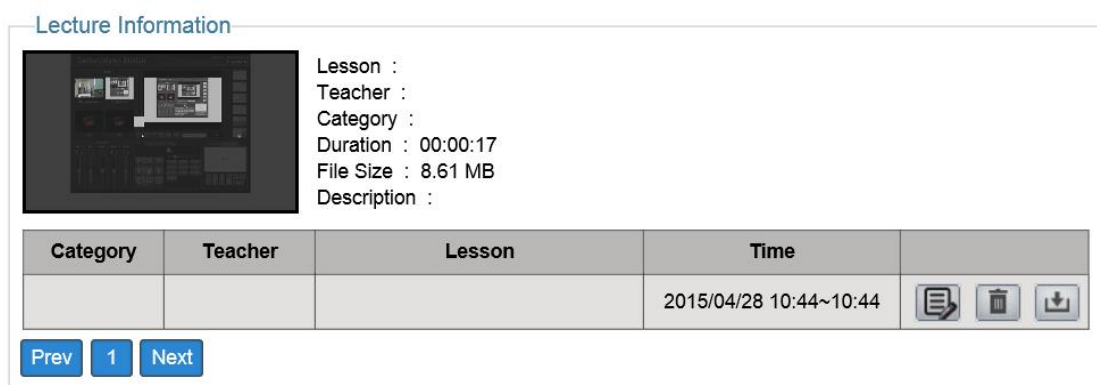 Lecture Information
Lesson :
Teacher :
Category :
Duration : 00:00:17
File Size : 8.61 MB
Description :
Category Teacher Lesson Time
2015/04/28 10:44~10:44
Prev 1 Next